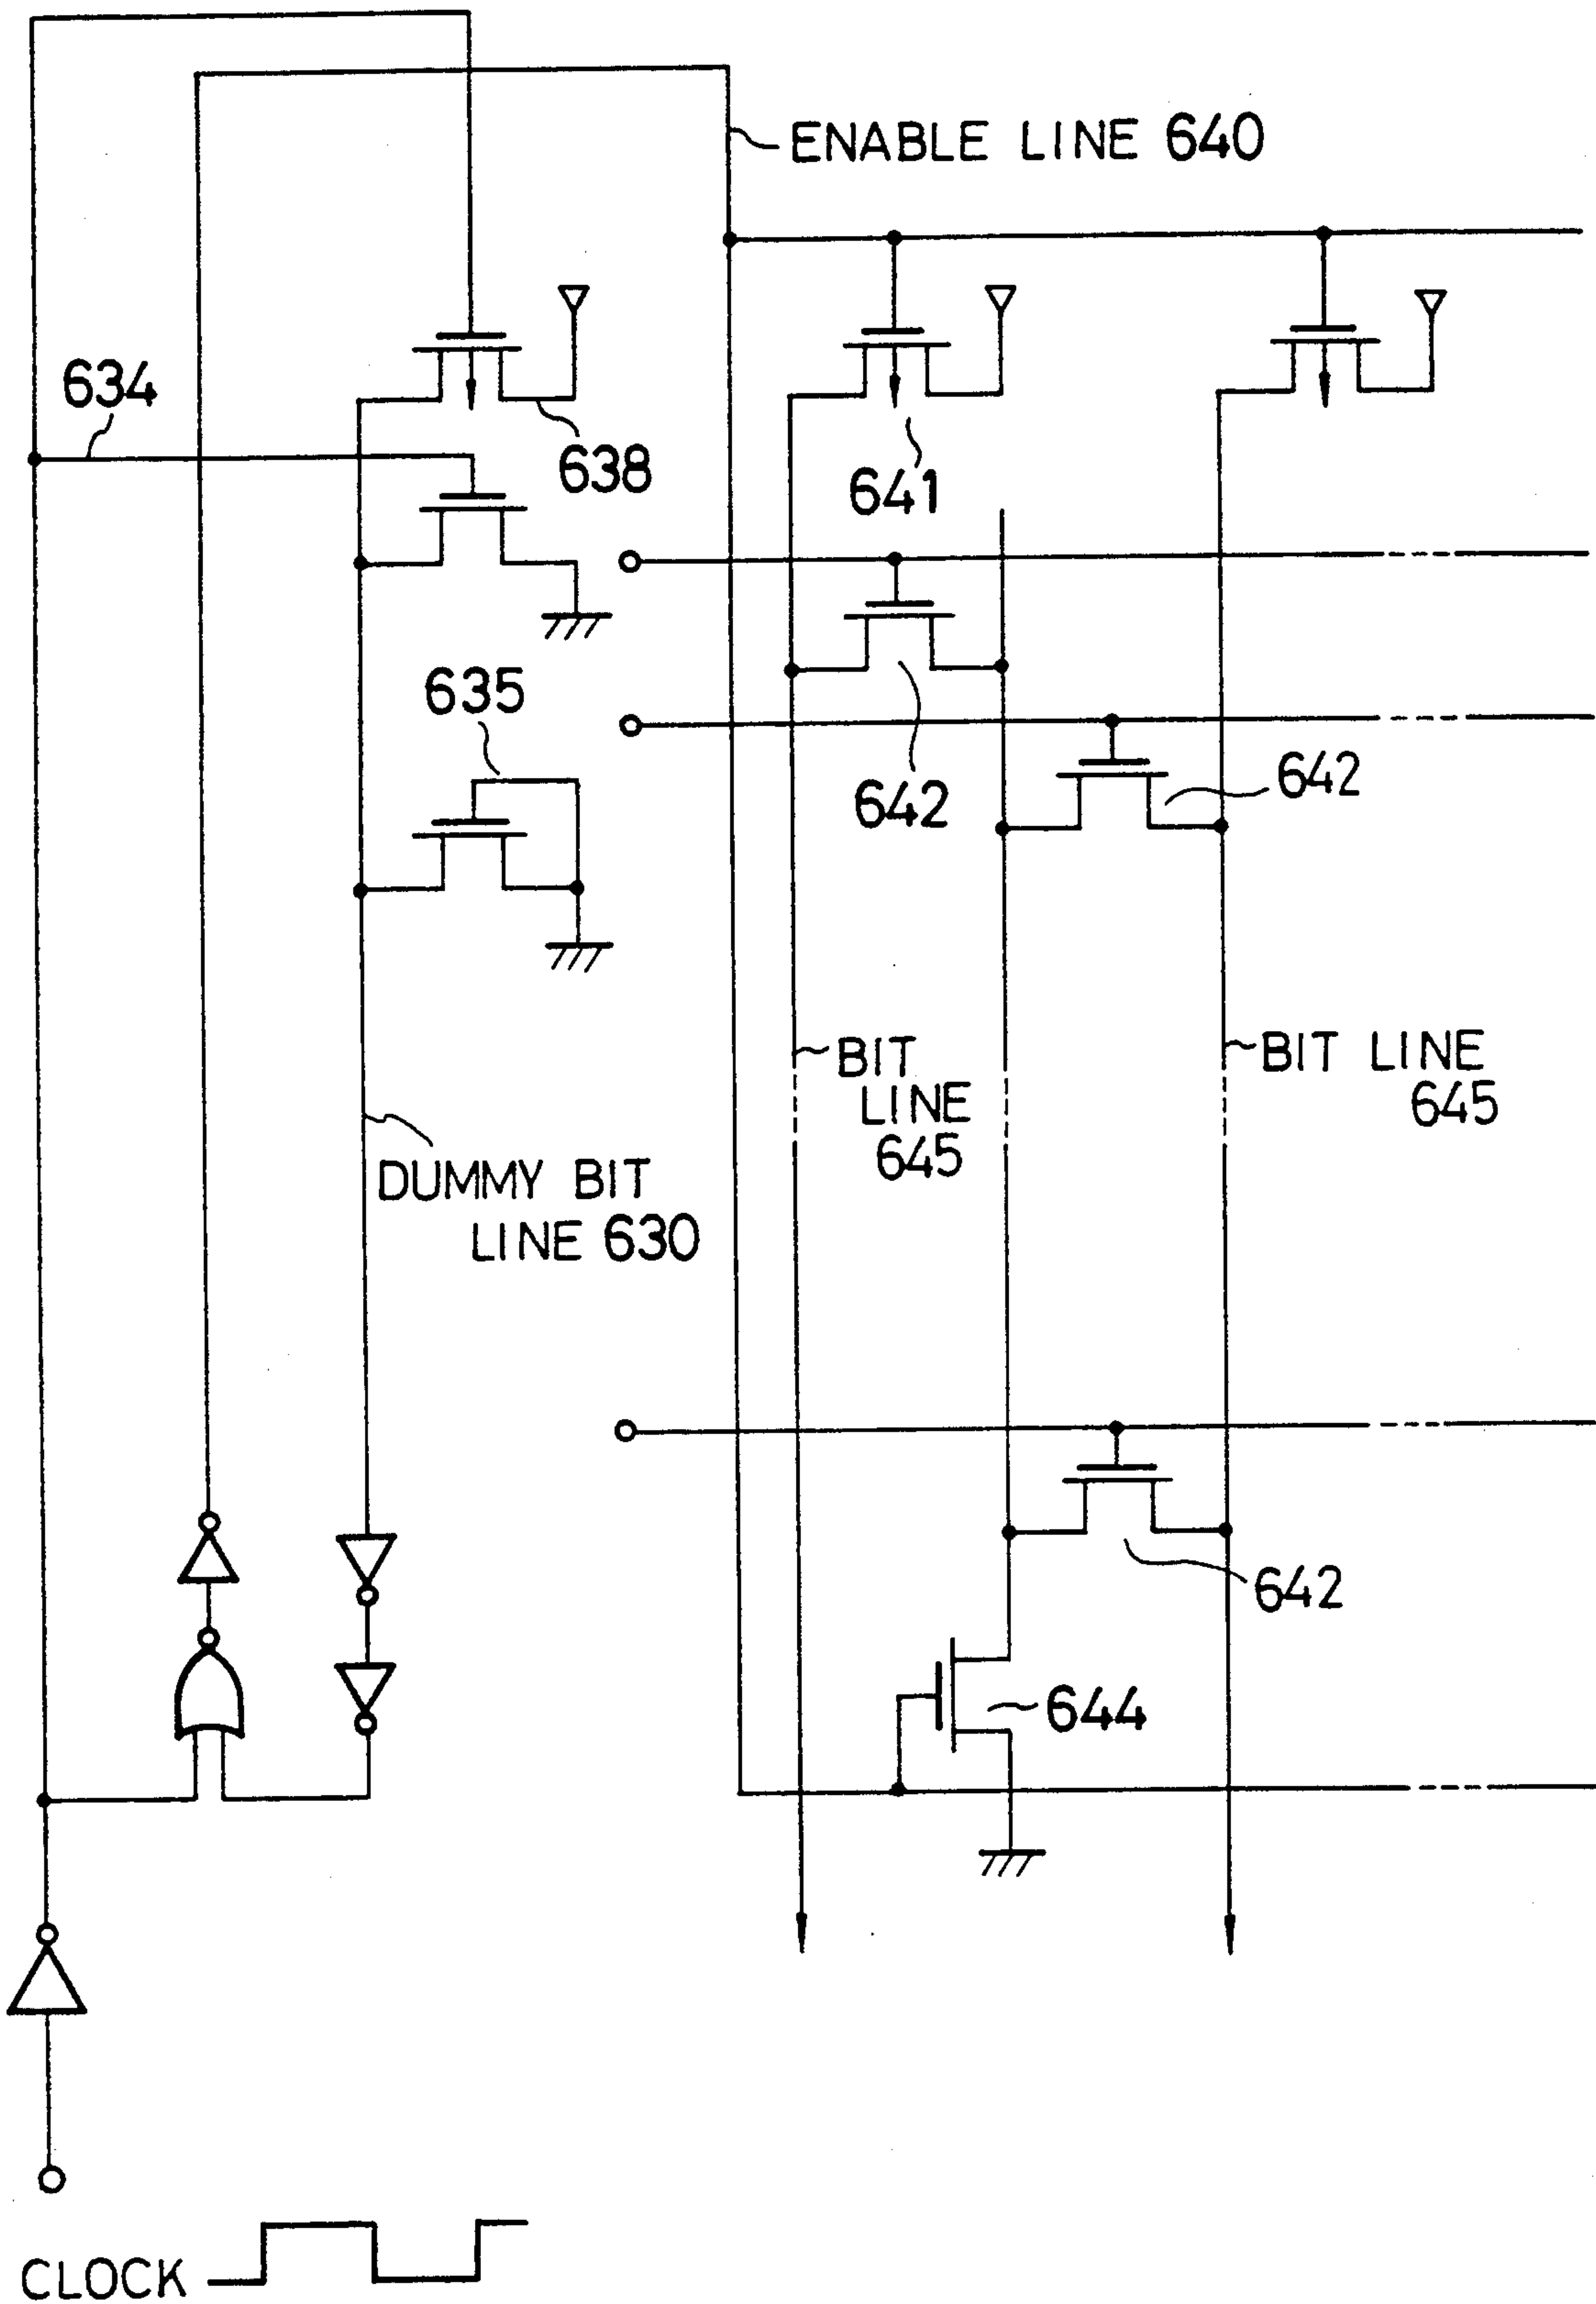 ENABLE LINE 640
634
638
641
635
642
642
BIT
LINE
645
BIT LINE
645
DUMMY BIT
LINE 630
642
644
CLOCK